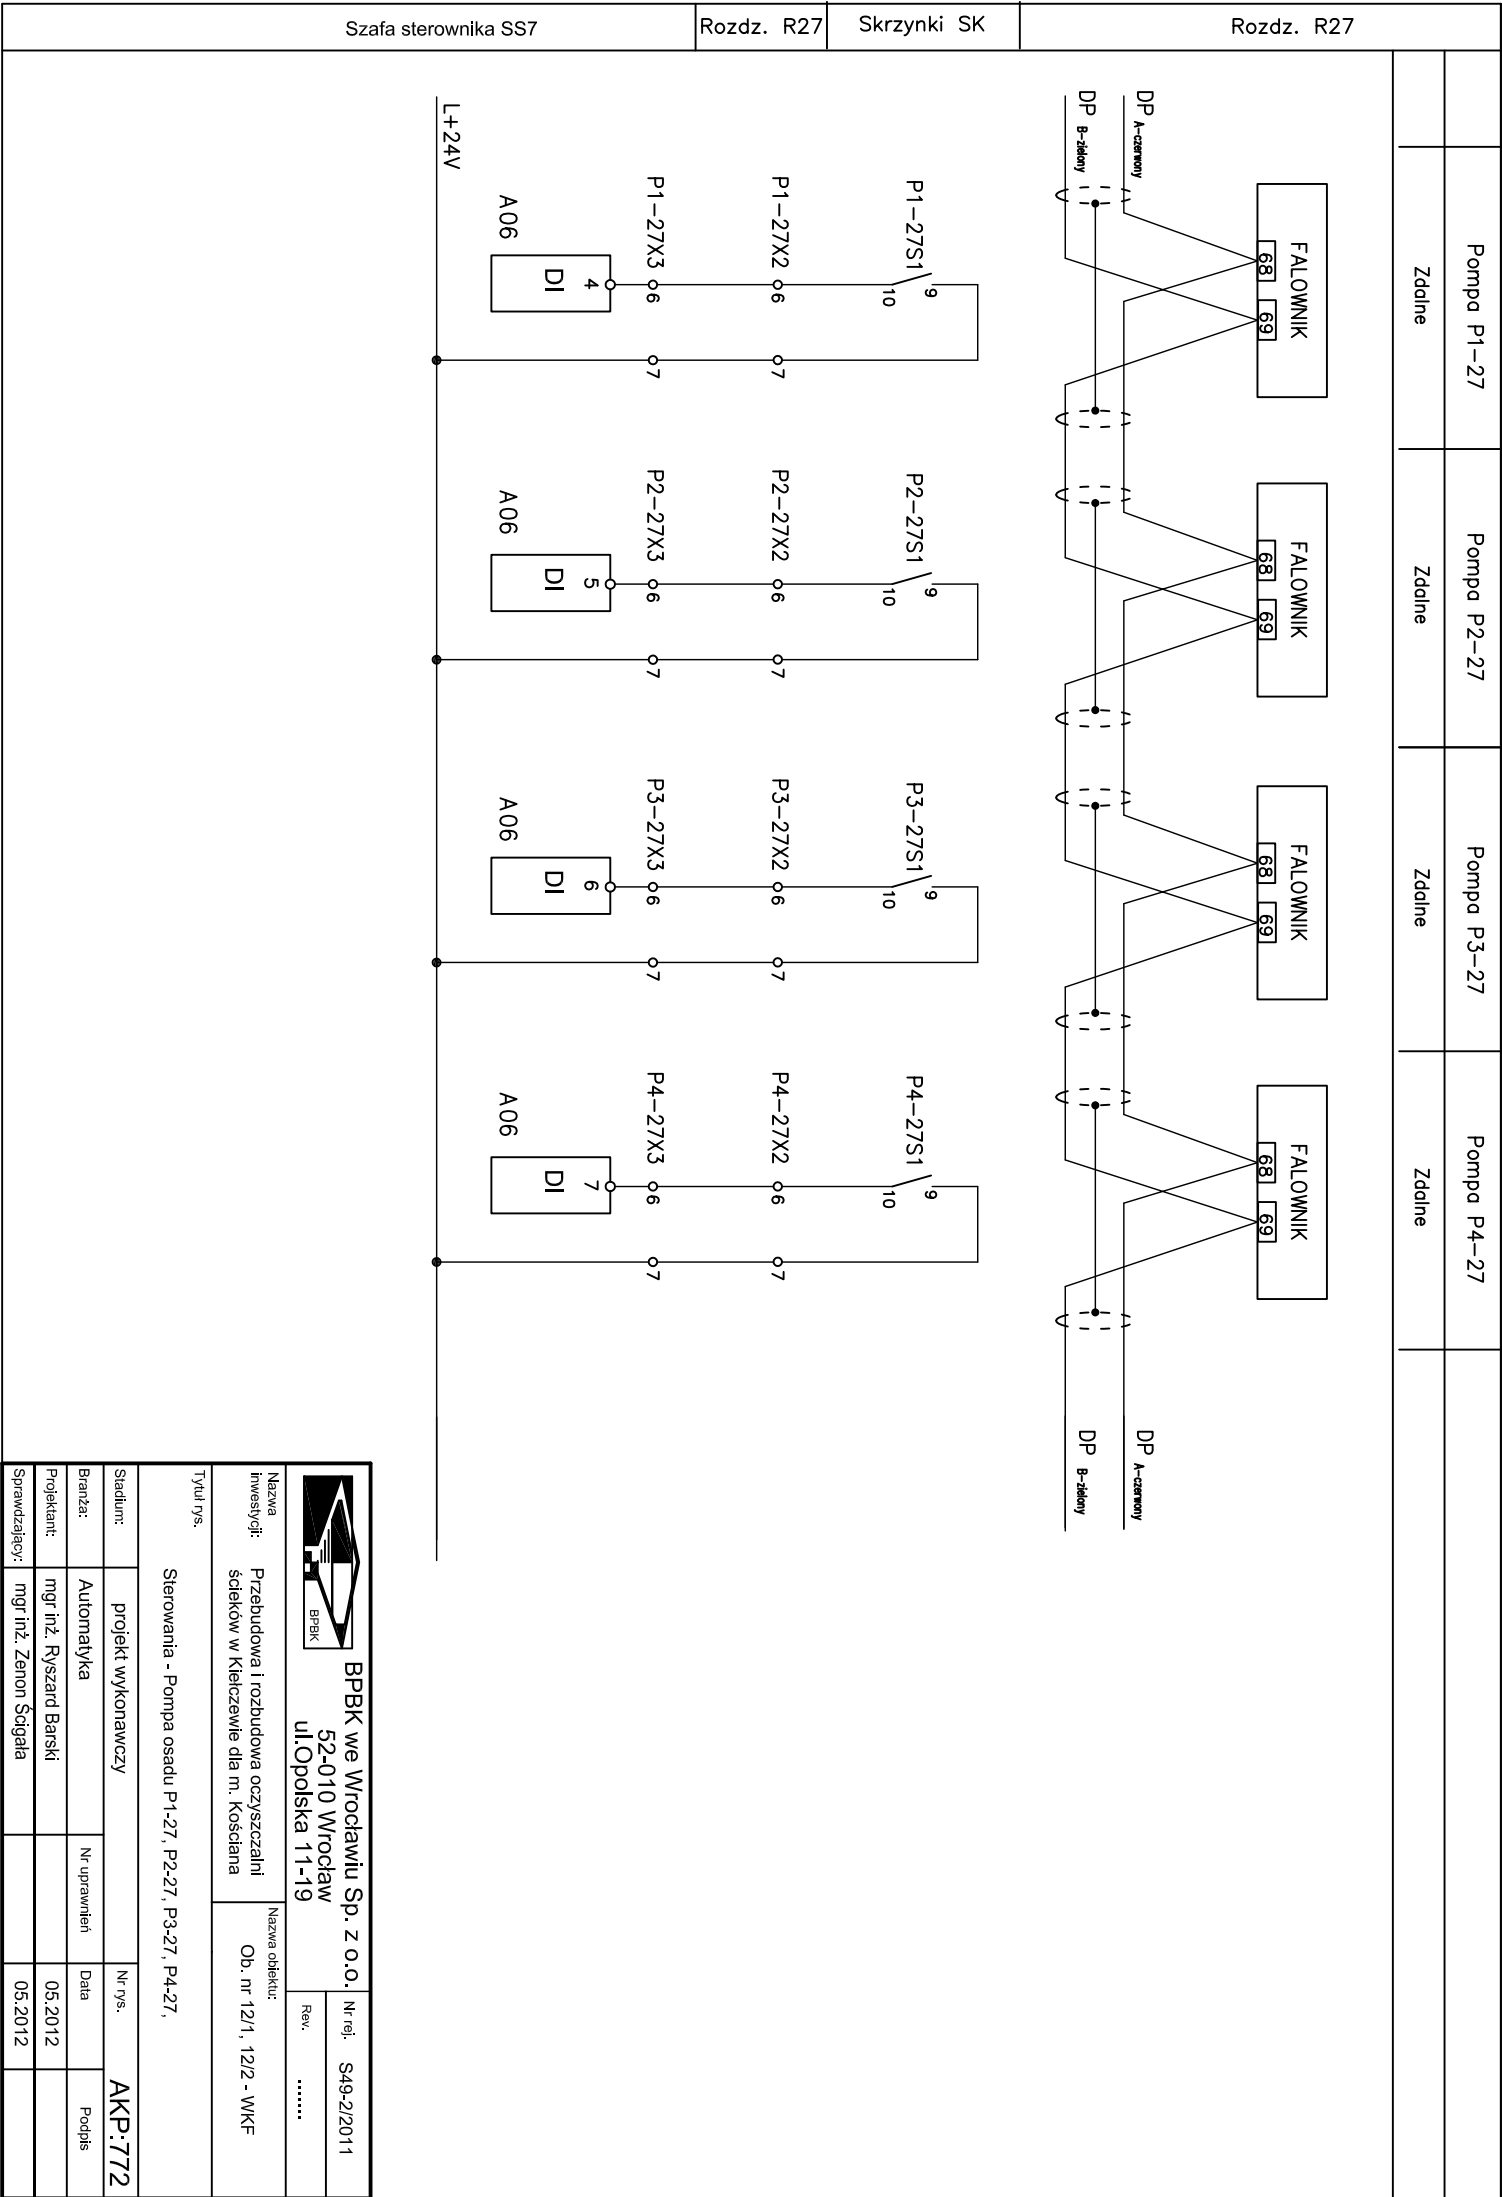 Szafa sterownika SS7
Rozdz. R27
Skrzynki SK
Rozdz. R27
Pompa P1-27
Zdalne
Pompa P2-27
Zdalne
Pompa P3-27
Zdalne
Pompa P4-27
Zdalne
DP A-czerwony
DP B-zielony
FALOWNIK
68
69
FALOWNIK
68
69
FALOWNIK
68
69
FALOWNIK
68
69
DP A-czerwony
DP B-zielony
P1-27S1
9
10
P2-27S1
9
10
P3-27S1
9
10
P4-27S1
9
10
P1-27X2
6
7
P2-27X2
6
7
P3-27X2
6
7
P4-27X2
6
7
P1-27X3
6
7
P2-27X3
6
7
P3-27X3
6
7
P4-27X3
6
7
A06
4
DI
A06
5
DI
A06
6
DI
A06
7
DI
L+24V
BPBK
BPBK we Wrocławiu Sp. z o.o.
52-010 Wrocław
ul.Opolska 11-19
Nr rej. S49-2/2011
Rev. .......
Nazwa
inwestycji:
Przebudowa i rozbudowa oczyszczalni
ścieków w Kiełczewie dla m. Kościana
Nazwa obiektu:
Ob. nr 12/1, 12/2 - WKF
Tytuł rys.
Sterowania - Pompa osadu P1-27, P2-27, P3-27, P4-27,
Stadium: projekt wykonawczy Nr rys. AKP:772
Branża: Automatyka Nr uprawnień Data Podpis
Projektant: mgr inż. Ryszard Barski 05.2012
Sprawdzający: mgr inż. Zenon Ścigała 05.2012